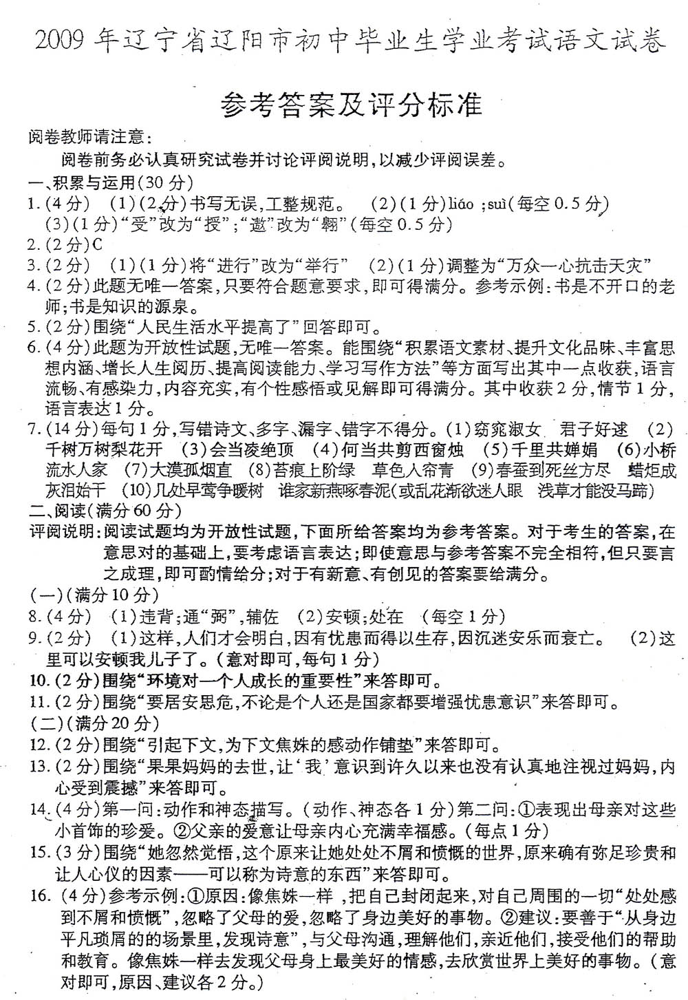 2009年辽宁省辽阳市初中毕业生学业考试语文试卷
参考答案及评分标准
阅卷教师请注意:
阅卷前务必认真研究试卷并讨论评阅说明,以减少评阅误差。
一、积累与运用(30分)
1.(4分) (1)(2分)书写无误,工整规范。 (2)(1分)liáo ;suì(每空0.5分)
(3)(1分)“受”改为“授”;“遨”改为“翱”(每空0.5分)
2.(2分)C
3.(2分) (1)(1分)将“进行”改为“举行” (2)(1分)调整为“万众一心抗击天灾”
4.(2分)此题无唯一答案,只要符合题意要求,即可得满分。参考示例:书是不开口的老
师;书是知识的源泉。
5.(2分)围绕“人民生活水平提高了”回答即可。
6.(4分)此题为开放性试题,无唯一答案。能围绕“积累语文素材、提升文化品味、丰富思
想内涵、增长人生阅历、提高阅读能力、学习写作方法”等方面写出其中一点收获,语言
流畅、有感染力,内容充实,有个性感悟或见解即可得满分。其中收获2分,情节1分,
语言表达1分。
7.(14分)每句1分,写错诗文、多字、漏字、错字不得分。(1)窈窕淑女 君子好逑 (2)
千树万树梨花开 (3)会当凌绝顶 (4)何当共剪西窗烛 (5)千里共婵娟 (6)小桥
流水人家 (7)大漠孤烟直 (8)苔痕上阶绿 草色入帘青 (9)春蚕到死丝方尽 蜡炬成
灰泪始干 (10)几处早莺争暖树 谁家新燕啄春泥(或乱花渐欲迷人眼 浅草才能没马蹄)
二、阅读(满分60分)
评阅说明:阅读试题均为开放性试题,下面所给答案均为参考答案。对于考生的答案,在
意思对的基础上,要考虑语言表达;即使意思与参考答案不完全相符,但只要言
之成理,即可酌情给分;对于有新意、有创见的答案要给满分。
(一)(满分10分)
8.(4分) (1)违背;通“弼”,辅佐 (2)安顿;处在 (每空1分)
9.(2分) (1)这样,人们才会明白,因有忧患而得以生存,因沉迷安乐而衰亡。 (2)这
里可以安顿我儿子了。(意对即可,每句1分)
10.(2分)围绕“环境对一个人成长的重要性”来答即可。
11.(2分)围绕“要居安思危,不论是个人还是国家都要增强忧患意识”来答即可。
(二)(满分20分)
12.(2分)围绕“引起下文,为下文焦姝的感动作铺垫”来答即可。
13.(2分)围绕“果果妈妈的去世,让‘我’意识到许久以来也没有认真地注视过妈妈,内
心受到震撼”来答即可。
14.(4分)第一问:动作和神态描写。(动作、神态各1分)第二问:①表现出母亲对这些
小首饰的珍爱。②父亲的爱意让母亲内心充满幸福感。(每点1分)
15.(3分)围绕“她忽然觉悟,这个原来让她处处不屑和愤慨的世界,原来确有弥足珍贵和
让人心仪的因素——可以称为诗意的东西”来答即可。
16. (4分)参考示例:①原因:像焦姝一样 ,把自己封闭起来,对自己周围的一切“处处感
到不屑和愤慨”,忽略了父母的爱,忽略了身边美好的事物。②建议:要善于“从身边
平凡琐屑的的场景里,发现诗意”,与父母沟通,理解他们,亲近他们,接受他们的帮助
和教育。像焦姝一样去发现父母身上最美好的情感,去欣赏世界上美好的事物。(意
对即可,原因、建议各2分。)